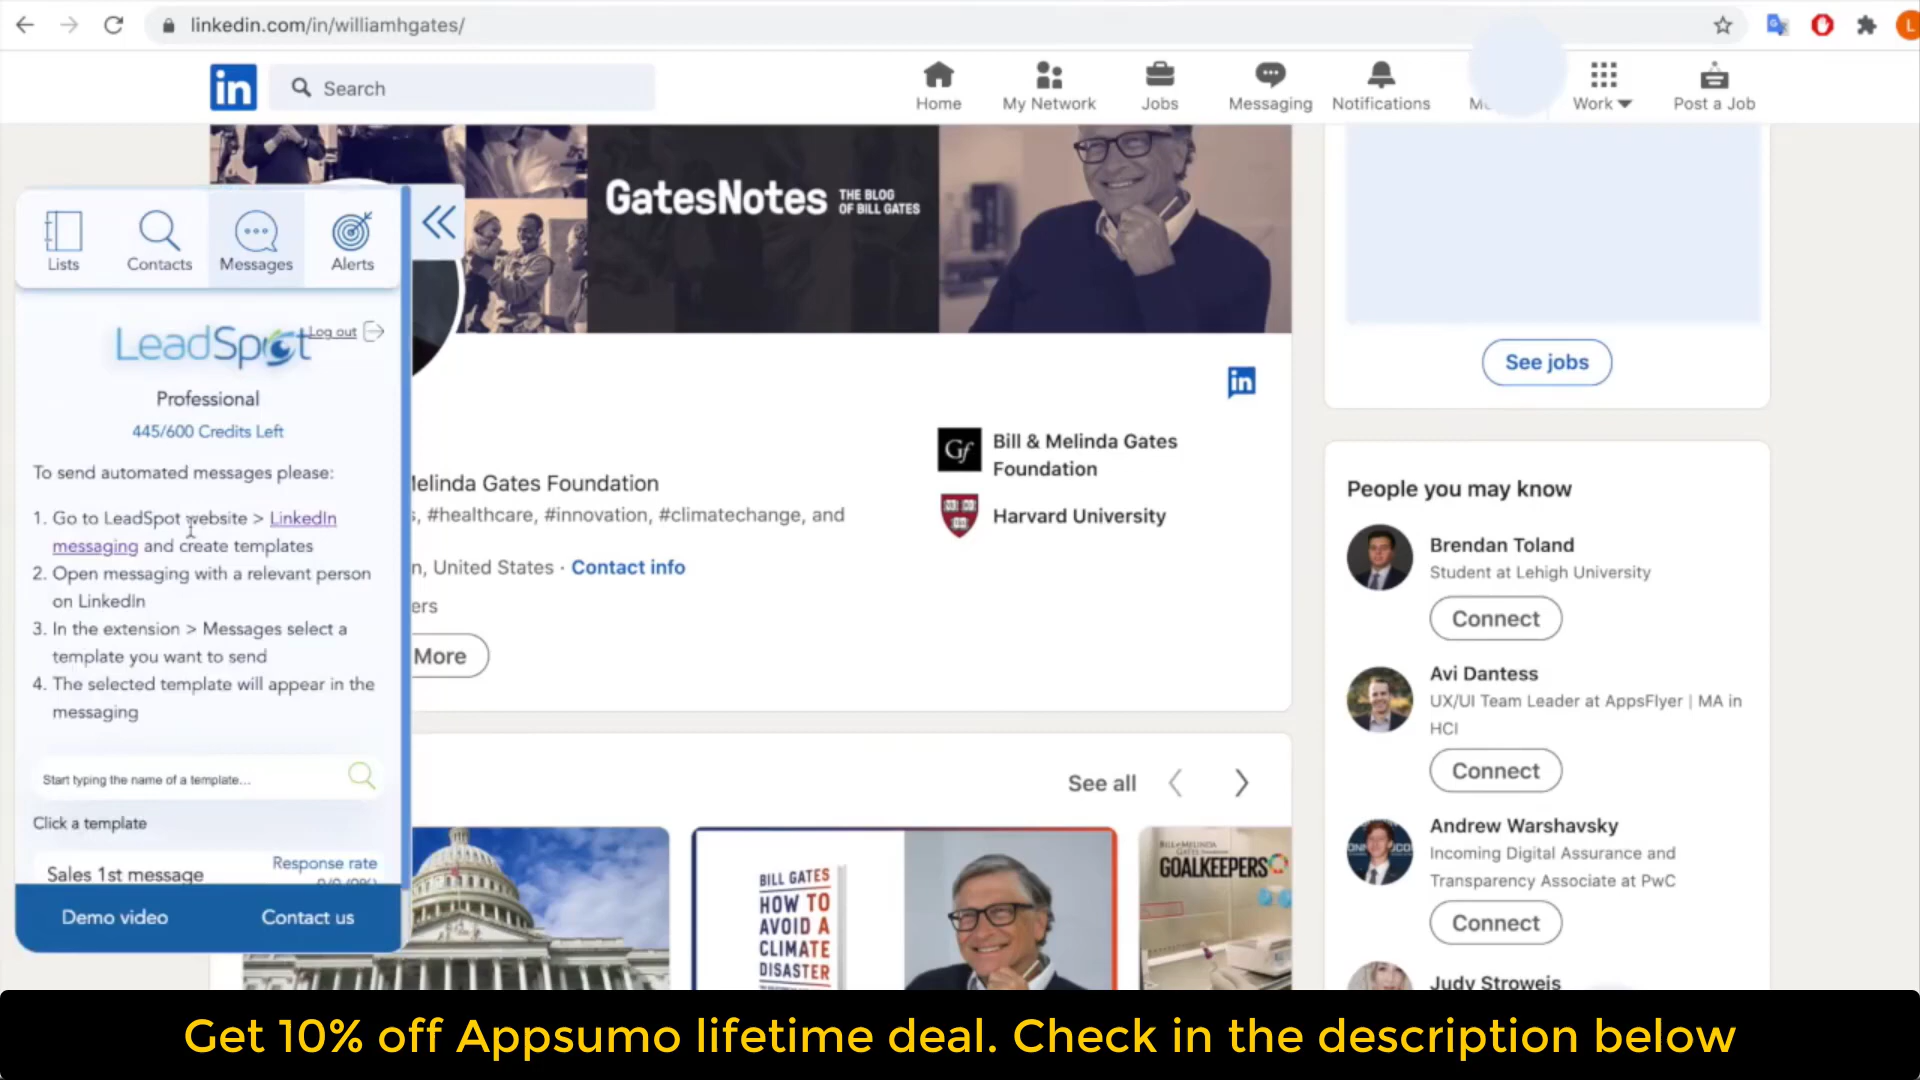 linkedin.com/in/williamhgates/
in
Search
Home
My Network
Jobs
Messaging
Notifications
Work
Post a Job
GatesNotes THE BLOG
OF BILL GATES
Lists
Contacts
Messages
Alerts
LeadSpot
Log out
Professional
445/600 Credits Left
To send automated messages please:
1. Go to LeadSpot website > LinkedIn
messaging and create templates
2. Open messaging with a relevant person
on LinkedIn
3. In the extension > Messages select a
template you want to send
4. The selected template will appear in the
messaging
Start typing the name of a template...
Click a template
Sales 1st message
Response rate
Demo video
Contact us
Melinda Gates Foundation
#healthcare, #innovation, #climatechange, and
United States · Contact info
More
in
Gf
Bill & Melinda Gates
Foundation
Harvard University
See all
BILL GATES
HOW TO
AVOID A
CLIMATE
DISASTER
BILL & MELINDA
GATES
GOALKEEPERS
See jobs
People you may know
Brendan Toland
Student at Lehigh University
Connect
Avi Dantess
UX/UI Team Leader at AppsFlyer | MA in
HCI
Connect
Andrew Warshavsky
Incoming Digital Assurance and
Transparency Associate at PwC
Connect
Judy Stroweis
L
Get 10% off Appsumo lifetime deal. Check in the description below